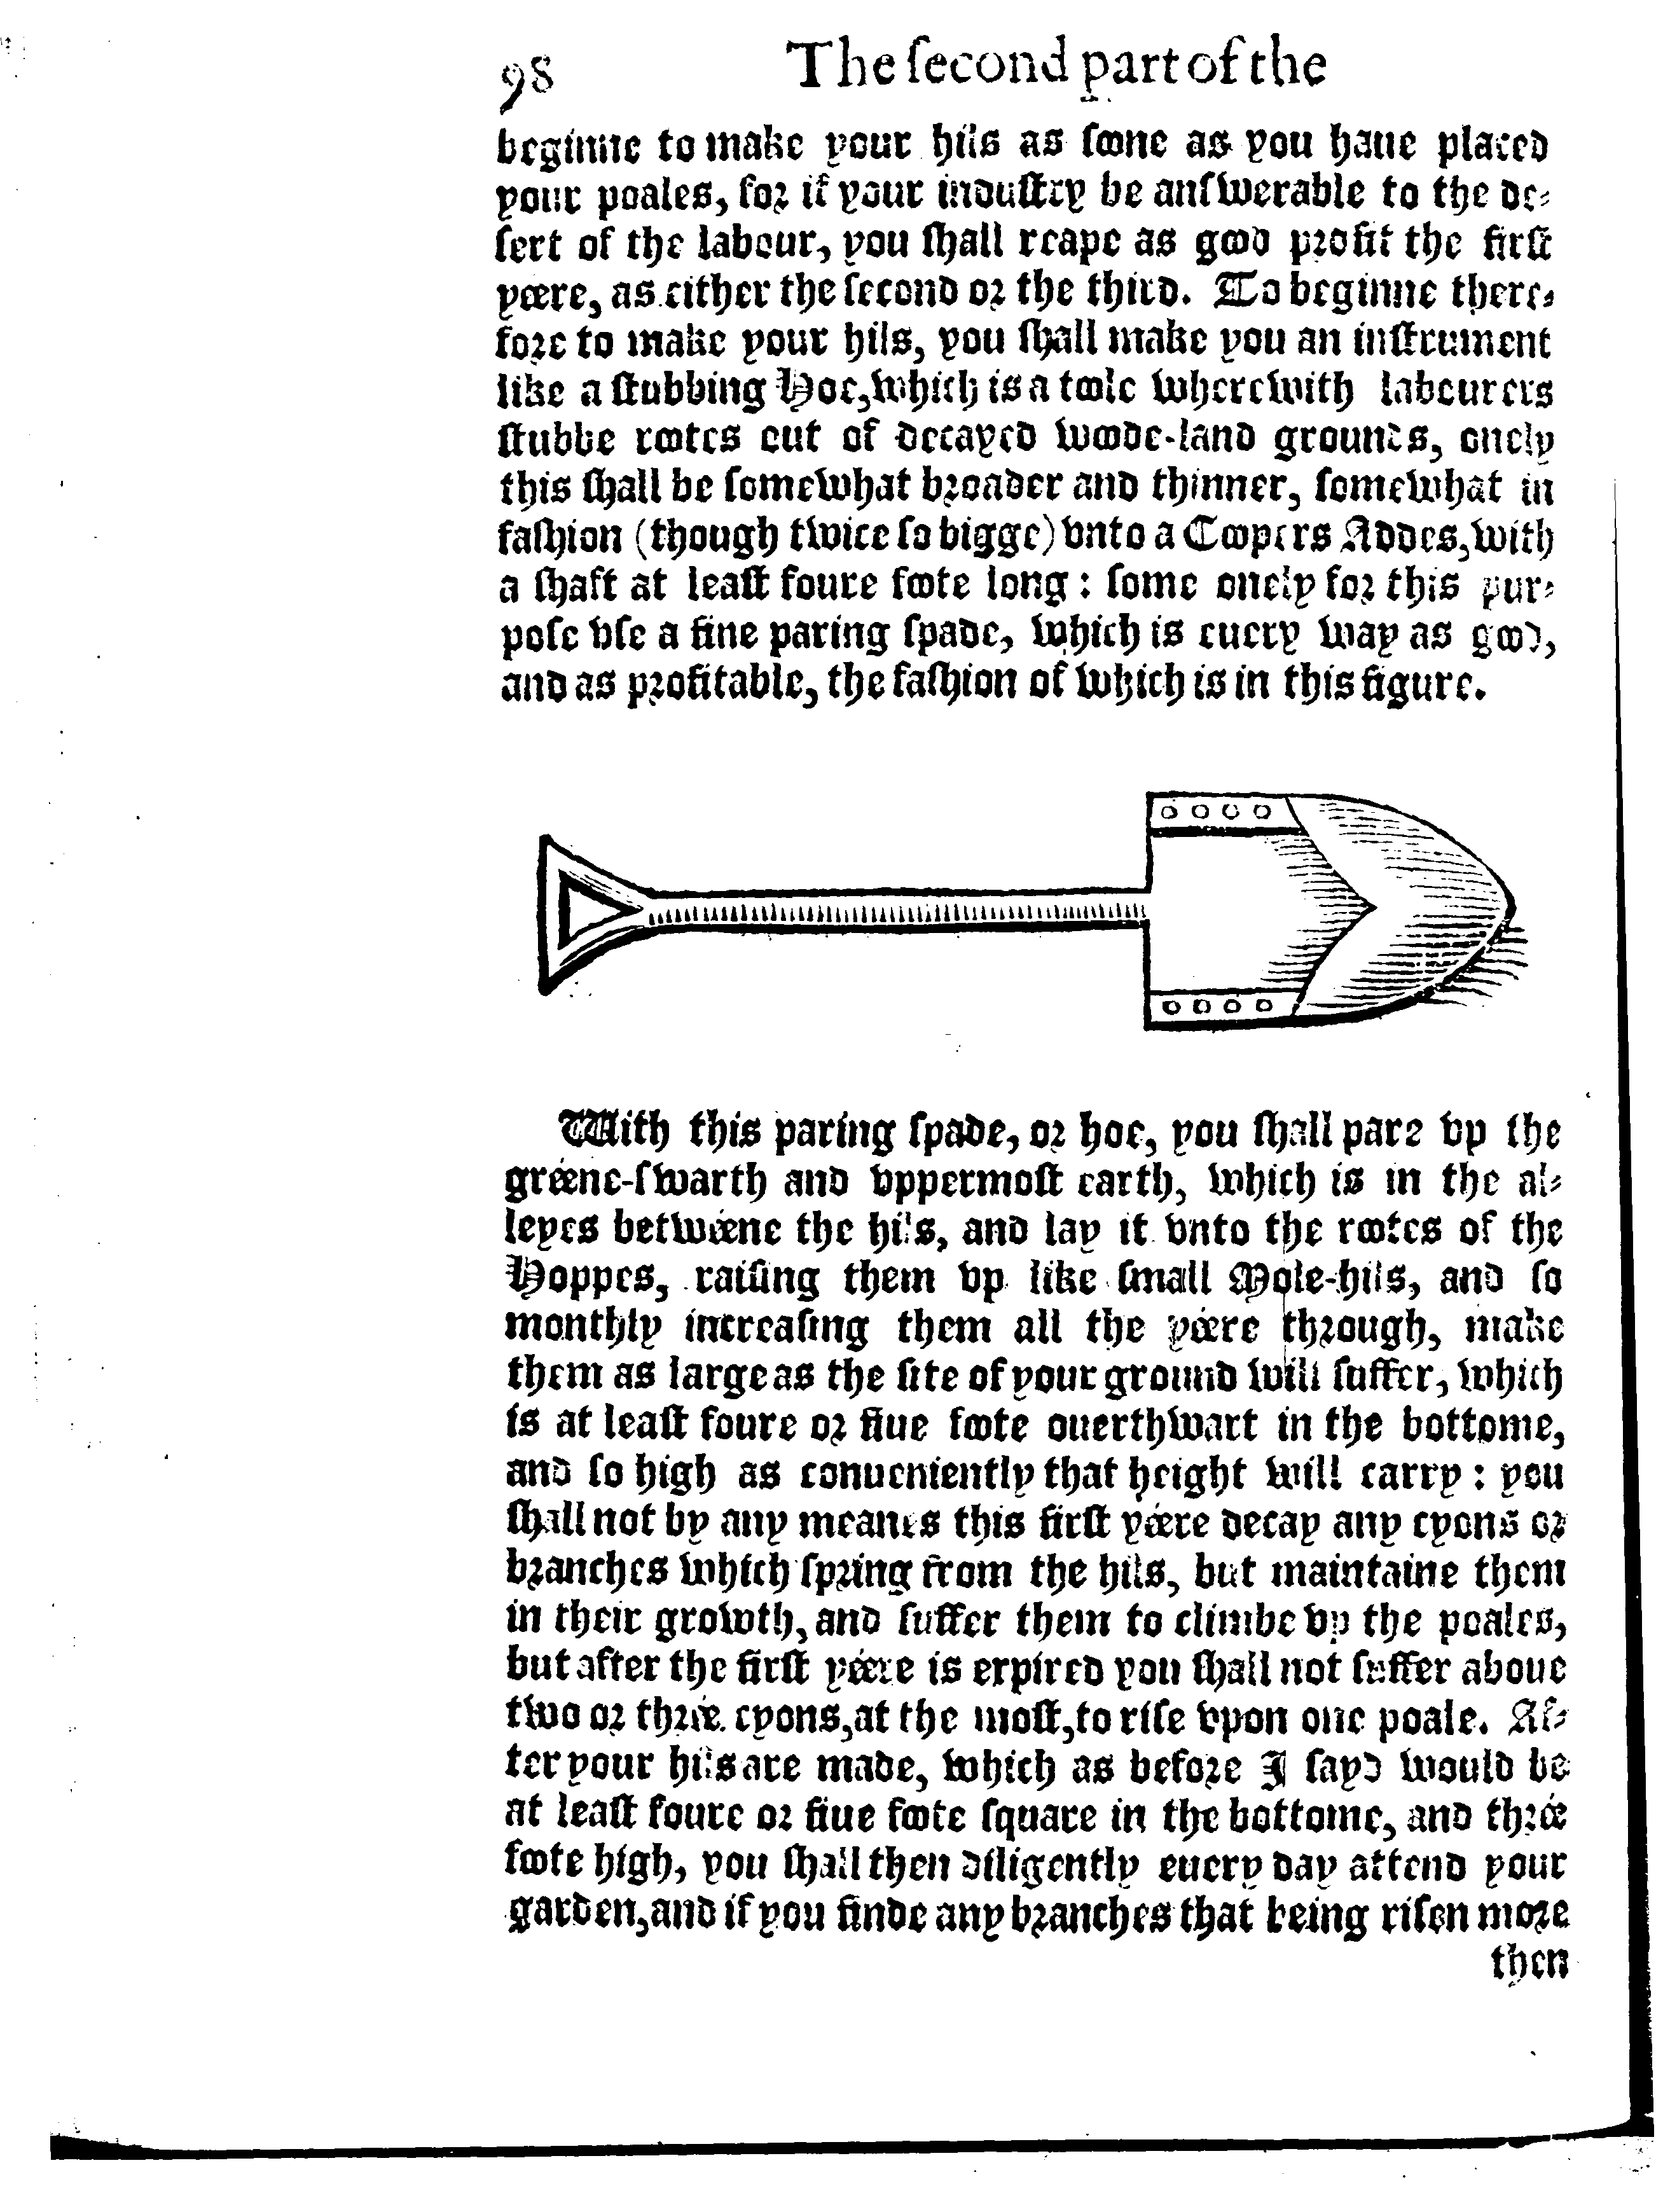 98 The ſecond part of the
beginne to make your hils as ſoone as you haue placed
your poales, for if your induſtry be anſwerable to the de-
ſert of the labour, you ſhall reape as good profit the firſt
yeere, as either the ſecond or the third. To beginne there-
fore to make your hils, you ſhall make you an inſtrument
like a ſtubbing Hoe, which is a toole wherewith labourers
ſtubbe rootes out of decayed woode-land grounds, onely
this ſhall be ſomewhat broader and thinner, ſomewhat in
faſhion (though twice ſo bigge) vnto a Coopers Addes, with
a ſhaft at leaſt foure foote long : ſome onely for this pur-
poſe vſe a fine paring ſpade, which is euery way as good,
and as profitable, the faſhion of which is in this figure.
With this paring ſpade, or hoe, you ſhall pare vp the
greene-ſwarth and vppermoſt earth, which is in the al-
leyes betweene the hils, and lay it vnto the rootes of the
Hoppes, raiſing them vp like ſmall Mole-hils, and ſo
monthly increaſing them all the yeere through, make
them as large as the ſite of your ground will ſuffer, which
is at leaſt foure or fiue foote ouerthwart in the bottome,
and ſo high as conueniently that height will carry : you
ſhall not by any meanes this firſt yeere decay any cyons or
branches which ſpring from the hils, but maintaine them
in their growth, and ſuffer them to climbe vp the poales,
but after the firſt yeere is expired you ſhall not ſuffer aboue
two or three cyons, at the moſt, to riſe vpon one poale. Af-
ter your hils are made, which as before I ſayd would be
at leaſt foure or fiue foote ſquare in the bottome, and three
foote high, you ſhall then diligently euery day attend your
garden, and if you finde any branches that being riſen more
then